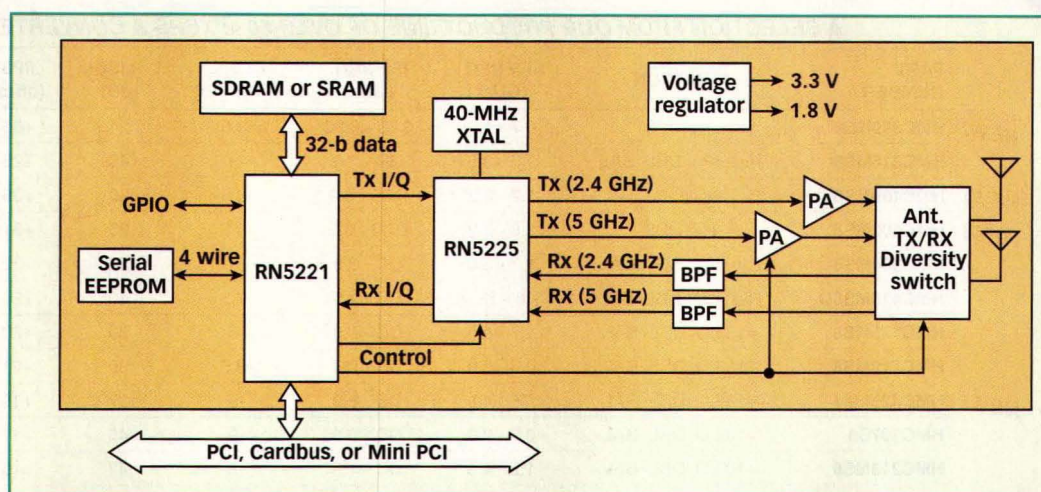 SDRAM or SRAM
32-b data
40-MHz
XTAL
Voltage
regulator
3.3 V
1.8 V
GPIO
Serial
EEPROM
4 wire
RN5221
Tx I/Q
Rx I/Q
Control
RN5225
Tx (2.4 GHz)
Tx (5 GHz)
Rx (2.4 GHz)
Rx (5 GHz)
PA
PA
BPF
BPF
Ant.
TX/RX
Diversity
switch
PCI, Cardbus, or Mini PCI